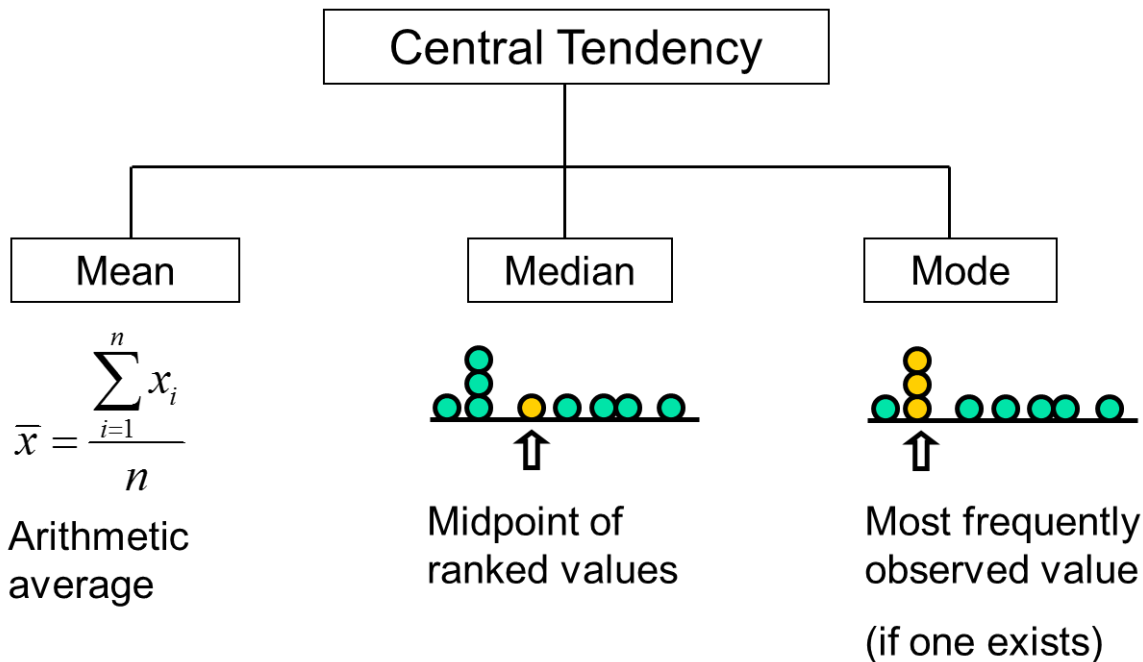 Central Tendency
Mean
Median
Mode
x̄ = ∑ⁿᵢ₌₁ xᵢ / n
Arithmetic
average
Midpoint of
ranked values
Most frequently
observed value
(if one exists)